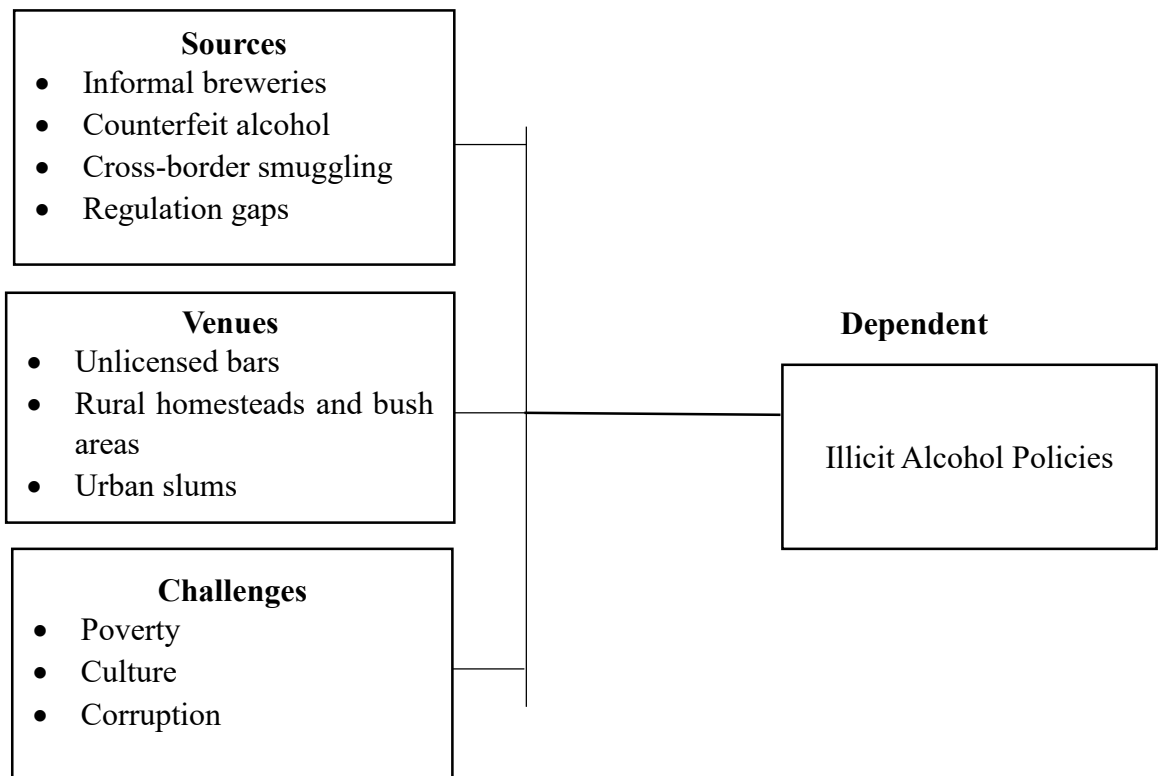 Sources
• Informal breweries
• Counterfeit alcohol
• Cross-border smuggling
• Regulation gaps
Venues
• Unlicensed bars
• Rural homesteads and bush
areas
• Urban slums
Challenges
• Poverty
• Culture
• Corruption
Dependent
Illicit Alcohol Policies